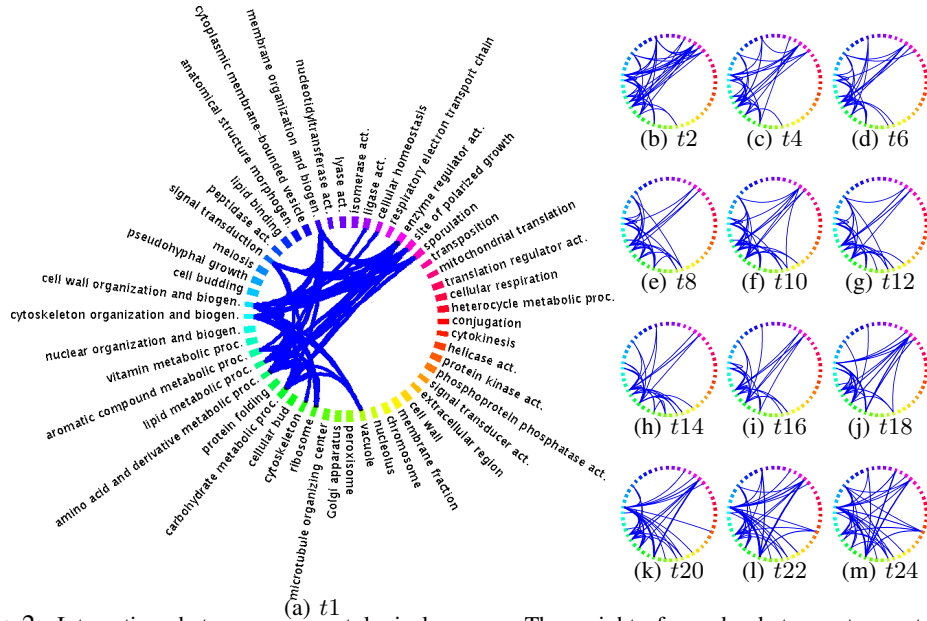 cytoplasmic membrane−bounded vesicle
anatomical structure morphogen.
membrane organization and biogen.
nucleotidyltransferase act.
lyase act.
isomerase act.
ligase act.
cellular homeostasis
respiratory electron transport chain
enzyme regulator act.
site of polarized growth
sporulation
transposition
mitochondrial translation
translation regulator act.
cellular respiration
heterocycle metabolic proc.
conjugation
cytokinesis
helicase act.
protein kinase act.
phosphoprotein phosphatase act.
signal transducer act.
extracellular region
cell wall
membrane fraction
chromosome
nucleolus
vacuole
peroxisome
Golgi apparatus
microtubule organizing center
ribosome
cytoskeleton
cellular bud
carbohydrate metabolic proc.
protein folding
amino acid and derivative metabolic proc.
lipid metabolic proc.
aromatic compound metabolic proc.
vitamin metabolic proc.
nuclear organization and biogen.
cytoskeleton organization and biogen.
cell wall organization and biogen.
cell budding
pseudohyphal growth
meiosis
signal transduction
peptidase act.
lipid binding
(a) t1
(b) t2
(c) t4
(d) t6
(e) t8
(f) t10
(g) t12
(h) t14
(i) t16
(j) t18
(k) t20
(l) t22
(m) t24